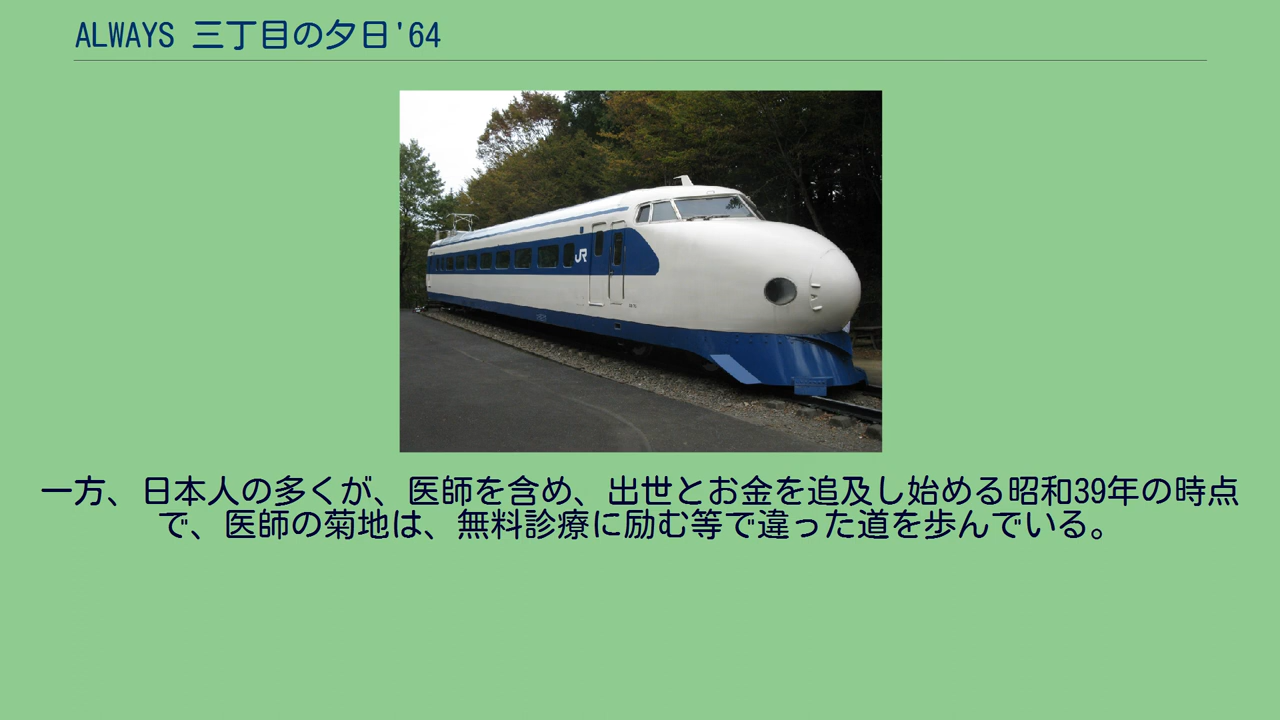 ALWAYS 三丁目の夕日'64
JR
一方、日本人の多くが、医師を含め、出世とお金を追及し始める昭和39年の時点
で、医師の菊地は、無料診療に励む等で違った道を歩んでいる。